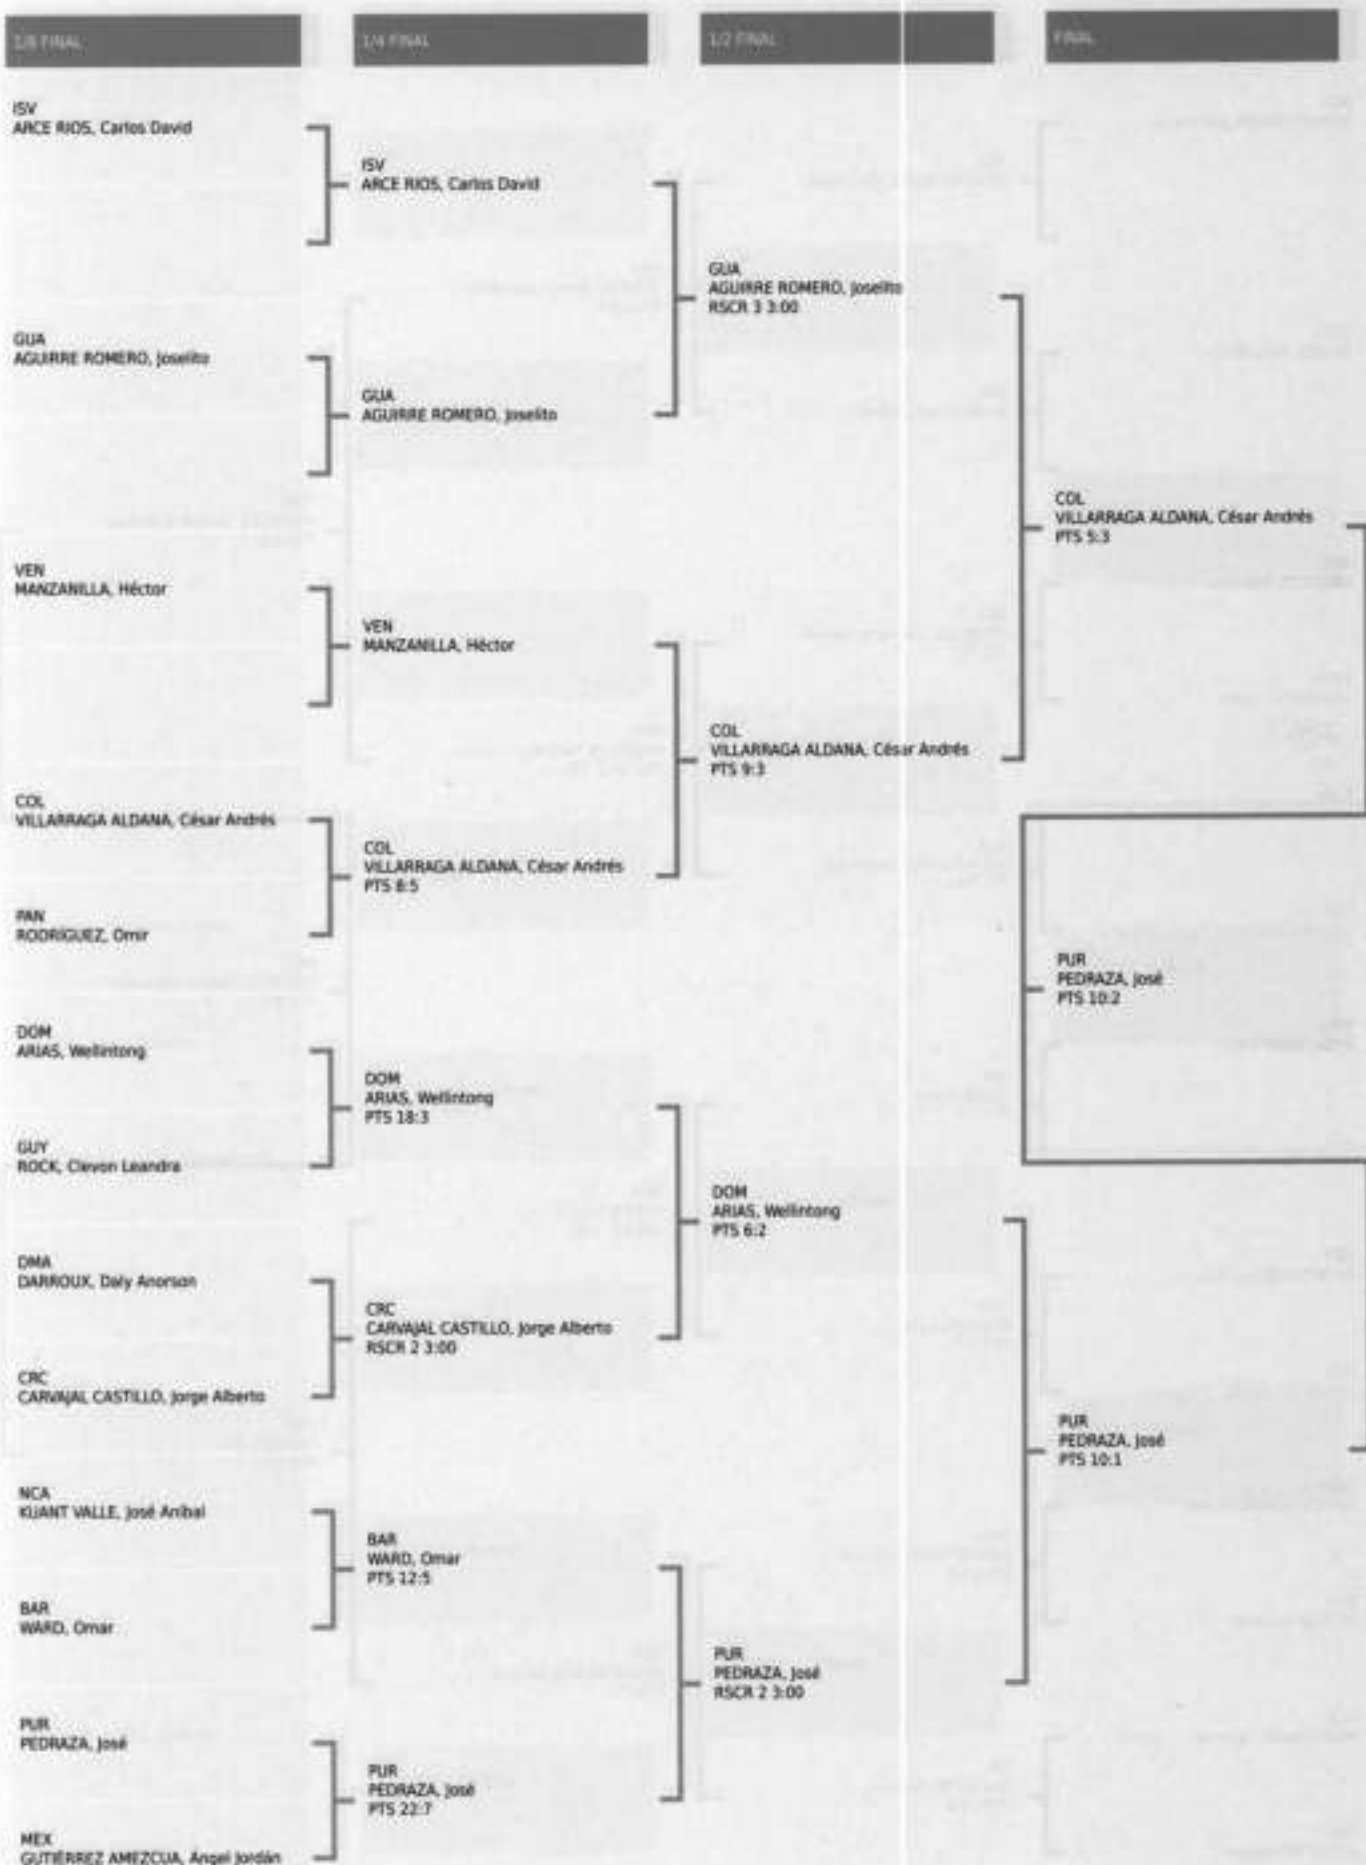 1/8 FINAL
1/4 FINAL
1/2 FINAL
FINAL
ISV
ARCE RIOS, Carlos David
GUA
AGUIRRE ROMERO, Joselito
VEN
MANZANILLA, Héctor
COL
VILLARRAGA ALDANA, César Andrés
PAN
RODRÍGUEZ, Omir
DOM
ARIAS, Wellintong
GUY
ROCK, Clevon Leandra
DMA
DARROUX, Daly Anorson
CRC
CARVAJAL CASTILLO, Jorge Alberto
NCA
KUANT VALLE, José Aníbal
BAR
WARD, Omar
PUR
PEDRAZA, José
MEX
GUTIÉRREZ AMEZCUA, Ángel Jordán
ISV
ARCE RIOS, Carlos David
GUA
AGUIRRE ROMERO, Joselito
VEN
MANZANILLA, Héctor
COL
VILLARRAGA ALDANA, César Andrés
PTS 8:5
DOM
ARIAS, Wellintong
PTS 18:3
CRC
CARVAJAL CASTILLO, Jorge Alberto
RSCR 2 3:00
BAR
WARD, Omar
PTS 12:5
PUR
PEDRAZA, José
PTS 22:7
GUA
AGUIRRE ROMERO, Joselito
RSCR 3 3:00
COL
VILLARRAGA ALDANA, César Andrés
PTS 9:3
DOM
ARIAS, Wellintong
PTS 6:2
PUR
PEDRAZA, José
RSCR 2 3:00
COL
VILLARRAGA ALDANA, César Andrés
PTS 5:3
PUR
PEDRAZA, José
PTS 10:2
PUR
PEDRAZA, José
PTS 10:1